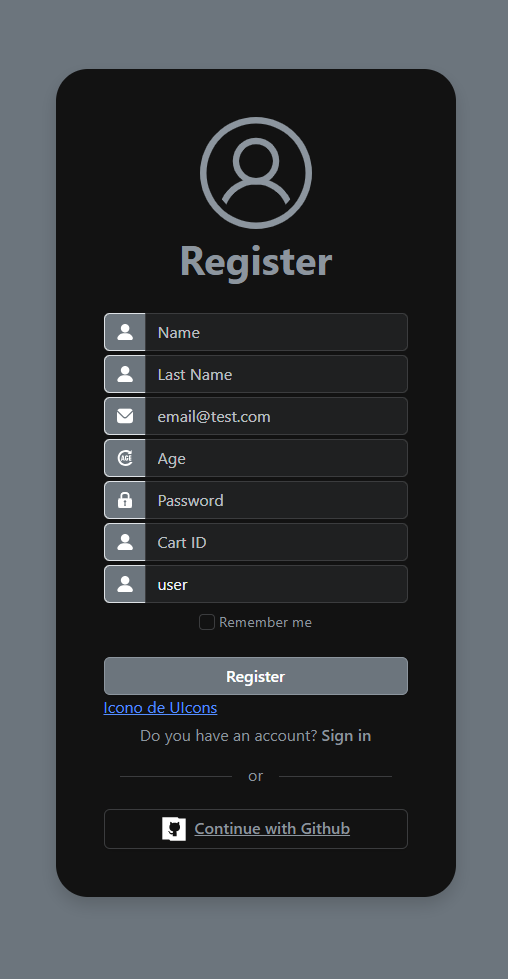 Register
Name
Last Name
email@test.com
AGE
Age
Password
Cart ID
user
Remember me
Register
Icono de UIcons
Do you have an account? Sign in
or
Continue with Github